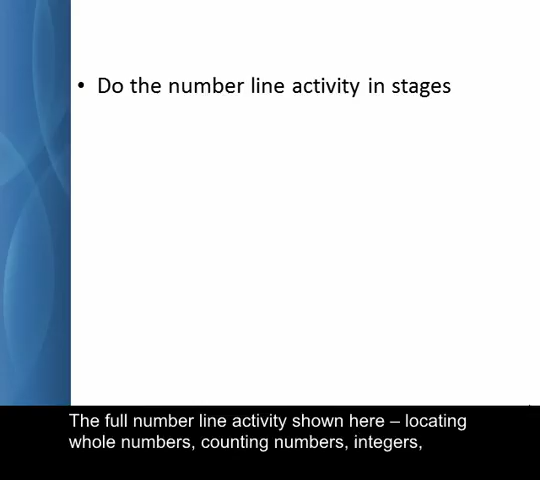 • Do the number line activity in stages
The full number line activity shown here – locating
whole numbers, counting numbers, integers,